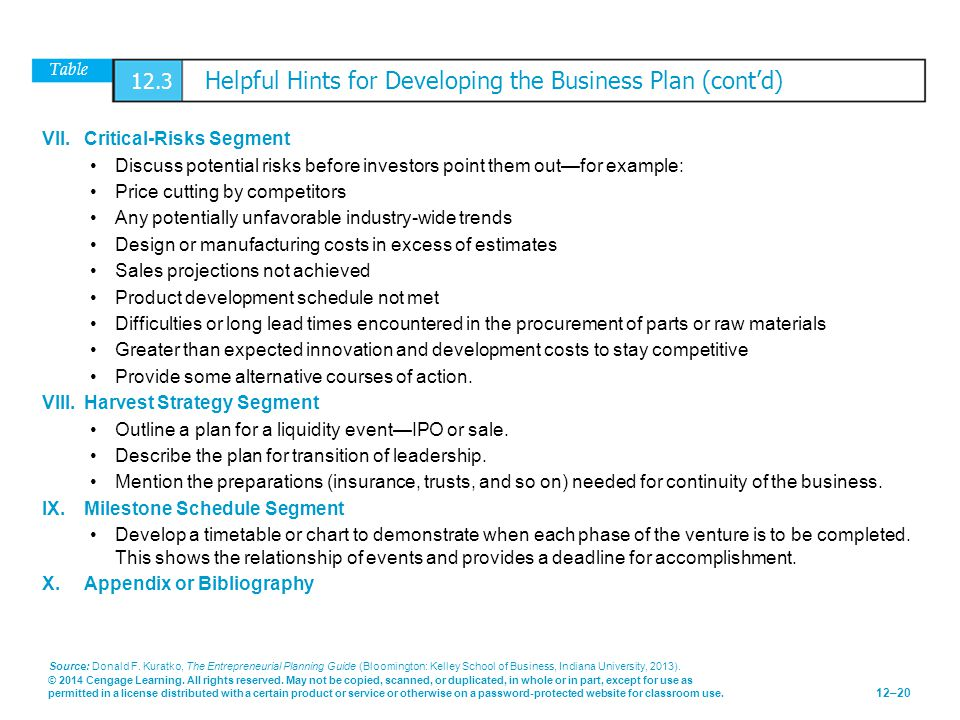 Table
12.3 Helpful Hints for Developing the Business Plan (cont’d)
VII. Critical-Risks Segment
• Discuss potential risks before investors point them out—for example:
• Price cutting by competitors
• Any potentially unfavorable industry-wide trends
• Design or manufacturing costs in excess of estimates
• Sales projections not achieved
• Product development schedule not met
• Difficulties or long lead times encountered in the procurement of parts or raw materials
• Greater than expected innovation and development costs to stay competitive
• Provide some alternative courses of action.
VIII. Harvest Strategy Segment
• Outline a plan for a liquidity event—IPO or sale.
• Describe the plan for transition of leadership.
• Mention the preparations (insurance, trusts, and so on) needed for continuity of the business.
IX. Milestone Schedule Segment
• Develop a timetable or chart to demonstrate when each phase of the venture is to be completed.
This shows the relationship of events and provides a deadline for accomplishment.
X. Appendix or Bibliography
Source: Donald F. Kuratko, The Entrepreneurial Planning Guide (Bloomington: Kelley School of Business, Indiana University, 2013).
© 2014 Cengage Learning. All rights reserved. May not be copied, scanned, or duplicated, in whole or in part, except for use as
permitted in a license distributed with a certain product or service or otherwise on a password-protected website for classroom use.
12–20